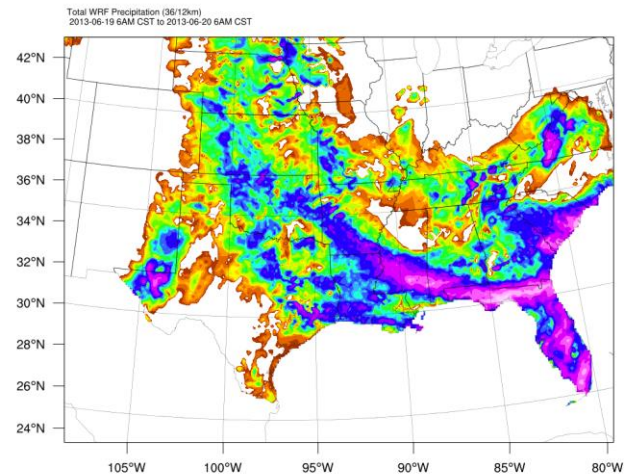 Total WRF Precipitation (36/12km)
2013-06-19 6AM CST to 2013-06-20 6AM CST
42°N
40°N
38°N
36°N
34°N
32°N
30°N
28°N
26°N
24°N
105°W 100°W 95°W 90°W 85°W 80°W